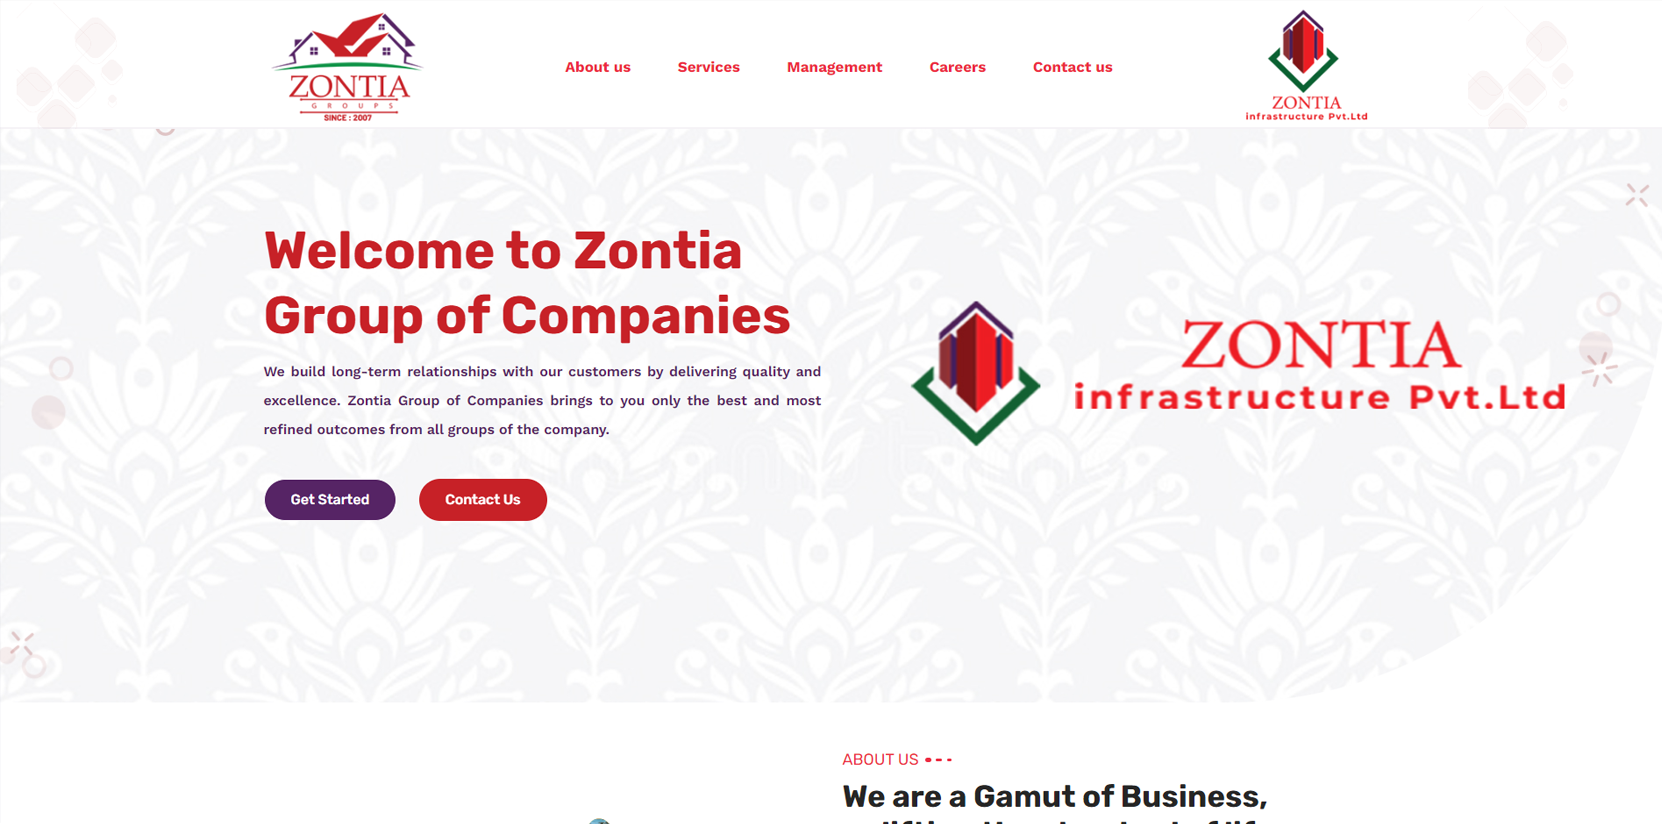 ZONTIA
GROUPS
SINCE : 2007
About us
Services
Management
Careers
Contact us
ZONTIA
infrastructure Pvt.Ltd
Welcome to Zontia
Group of Companies
We build long-term relationships with our customers by delivering quality and
excellence. Zontia Group of Companies brings to you only the best and most
refined outcomes from all groups of the company.
Get Started
Contact Us
ZONTIA
infrastructure Pvt.Ltd
ABOUT US
We are a Gamut of Business,